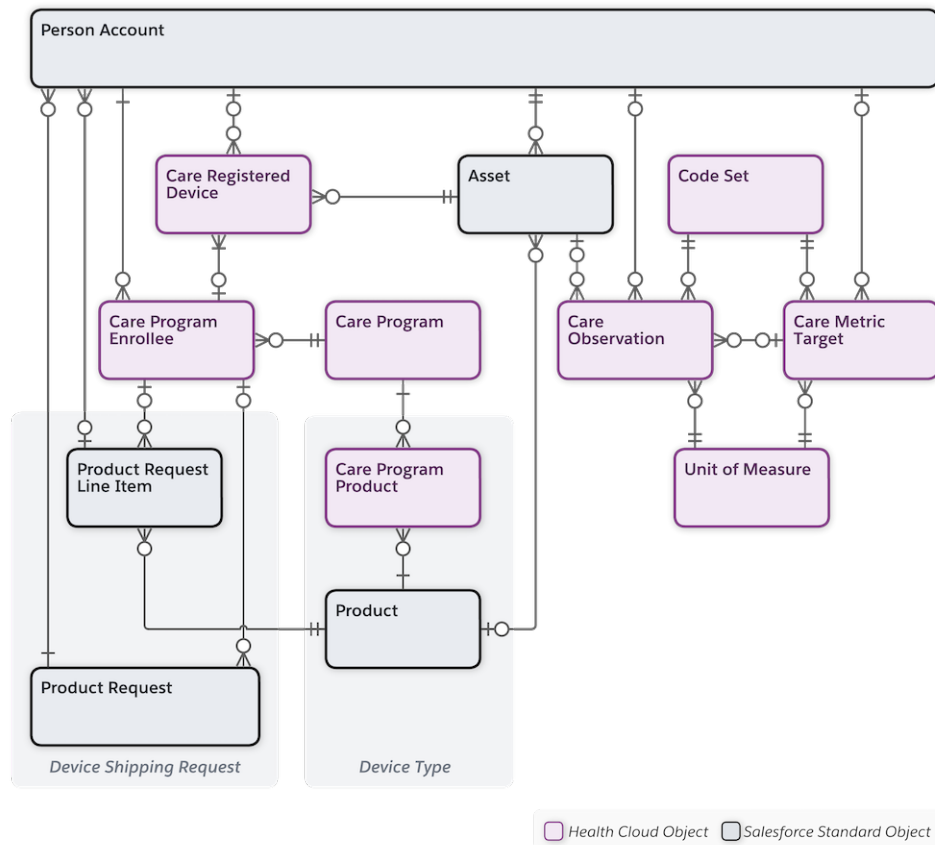 Person Account
Care Registered
Device
Asset
Code Set
Care Program
Enrollee
Care Program
Care
Observation
Care Metric
Target
Product Request
Line Item
Care Program
Product
Unit of Measure
Product
Product Request
Device Shipping Request
Device Type
Health Cloud Object
Salesforce Standard Object